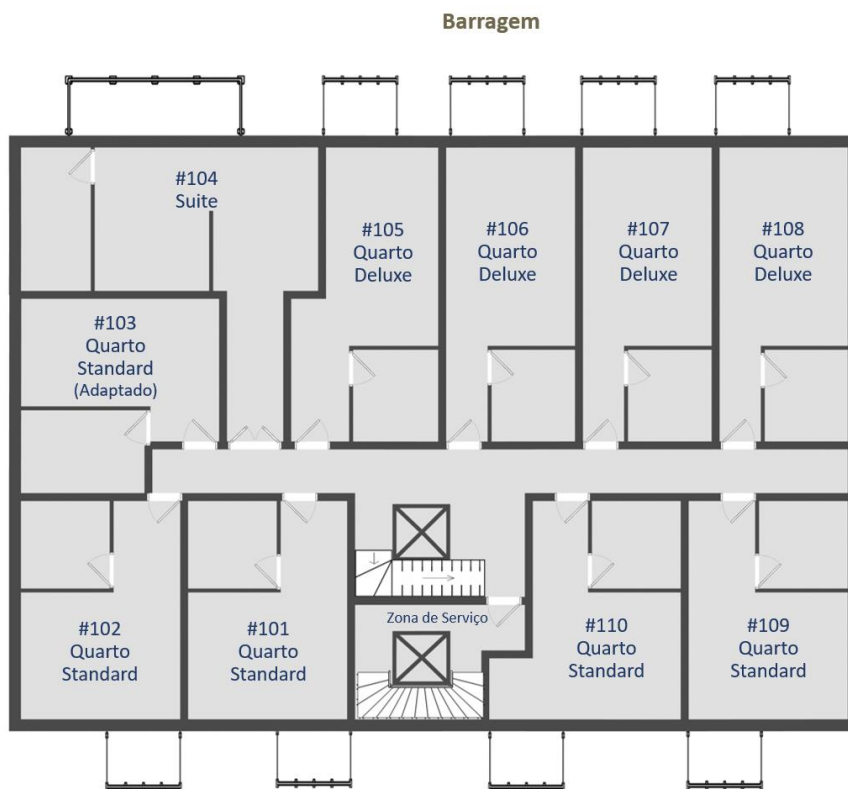 Barragem
#104
Suite
#105
Quarto
Deluxe
#106
Quarto
Deluxe
#107
Quarto
Deluxe
#108
Quarto
Deluxe
#103
Quarto
Standard
(Adaptado)
#102
Quarto
Standard
#101
Quarto
Standard
Zona de Serviço
#110
Quarto
Standard
#109
Quarto
Standard